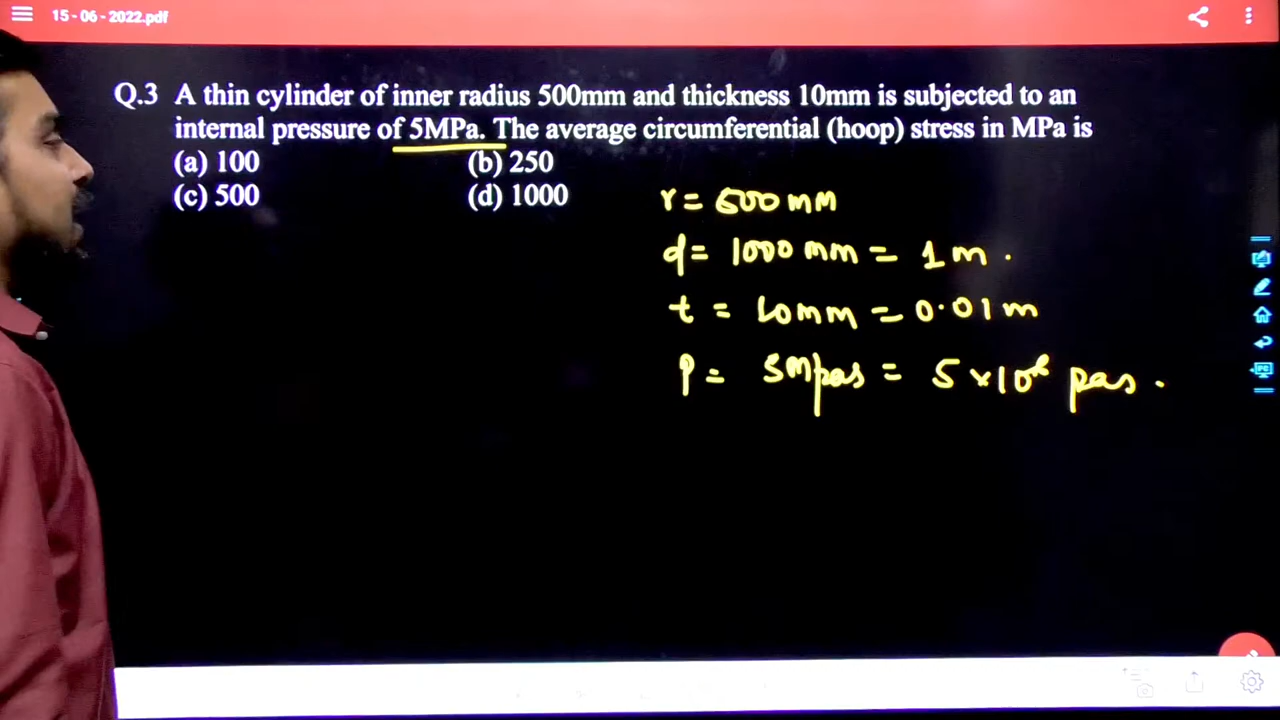 15 - 06 - 2022.pdf
Q.3 A thin cylinder of inner radius 500mm and thickness 10mm is subjected to an
internal pressure of 5MPa. The average circumferential (hoop) stress in MPa is
(a) 100 (b) 250
(c) 500 (d) 1000
r = 500 mm
d = 1000 mm = 1 m .
t = 10mm = 0.01 m
P = 5Mpas = 5 × 10⁶ pas .
PC